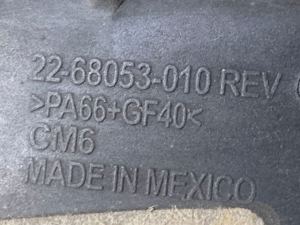 22-68053-010 REV
>PA66+GF40<
CM6
MADE IN MEXICO